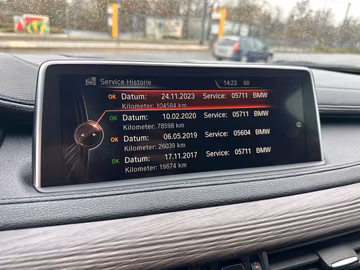 Service Historie 14:23 68
OK Datum: 24.11.2023 Service: 05711 BMW
Kilometer: 104584 km
OK Datum: 10.02.2020 Service: 05711 BMW
Kilometer: 78598 km
OK Datum: 06.05.2019 Service: 05604 BMW
Kilometer: 26039 km
OK Datum: 17.11.2017 Service: 05711 BMW
Kilometer: 19874 km